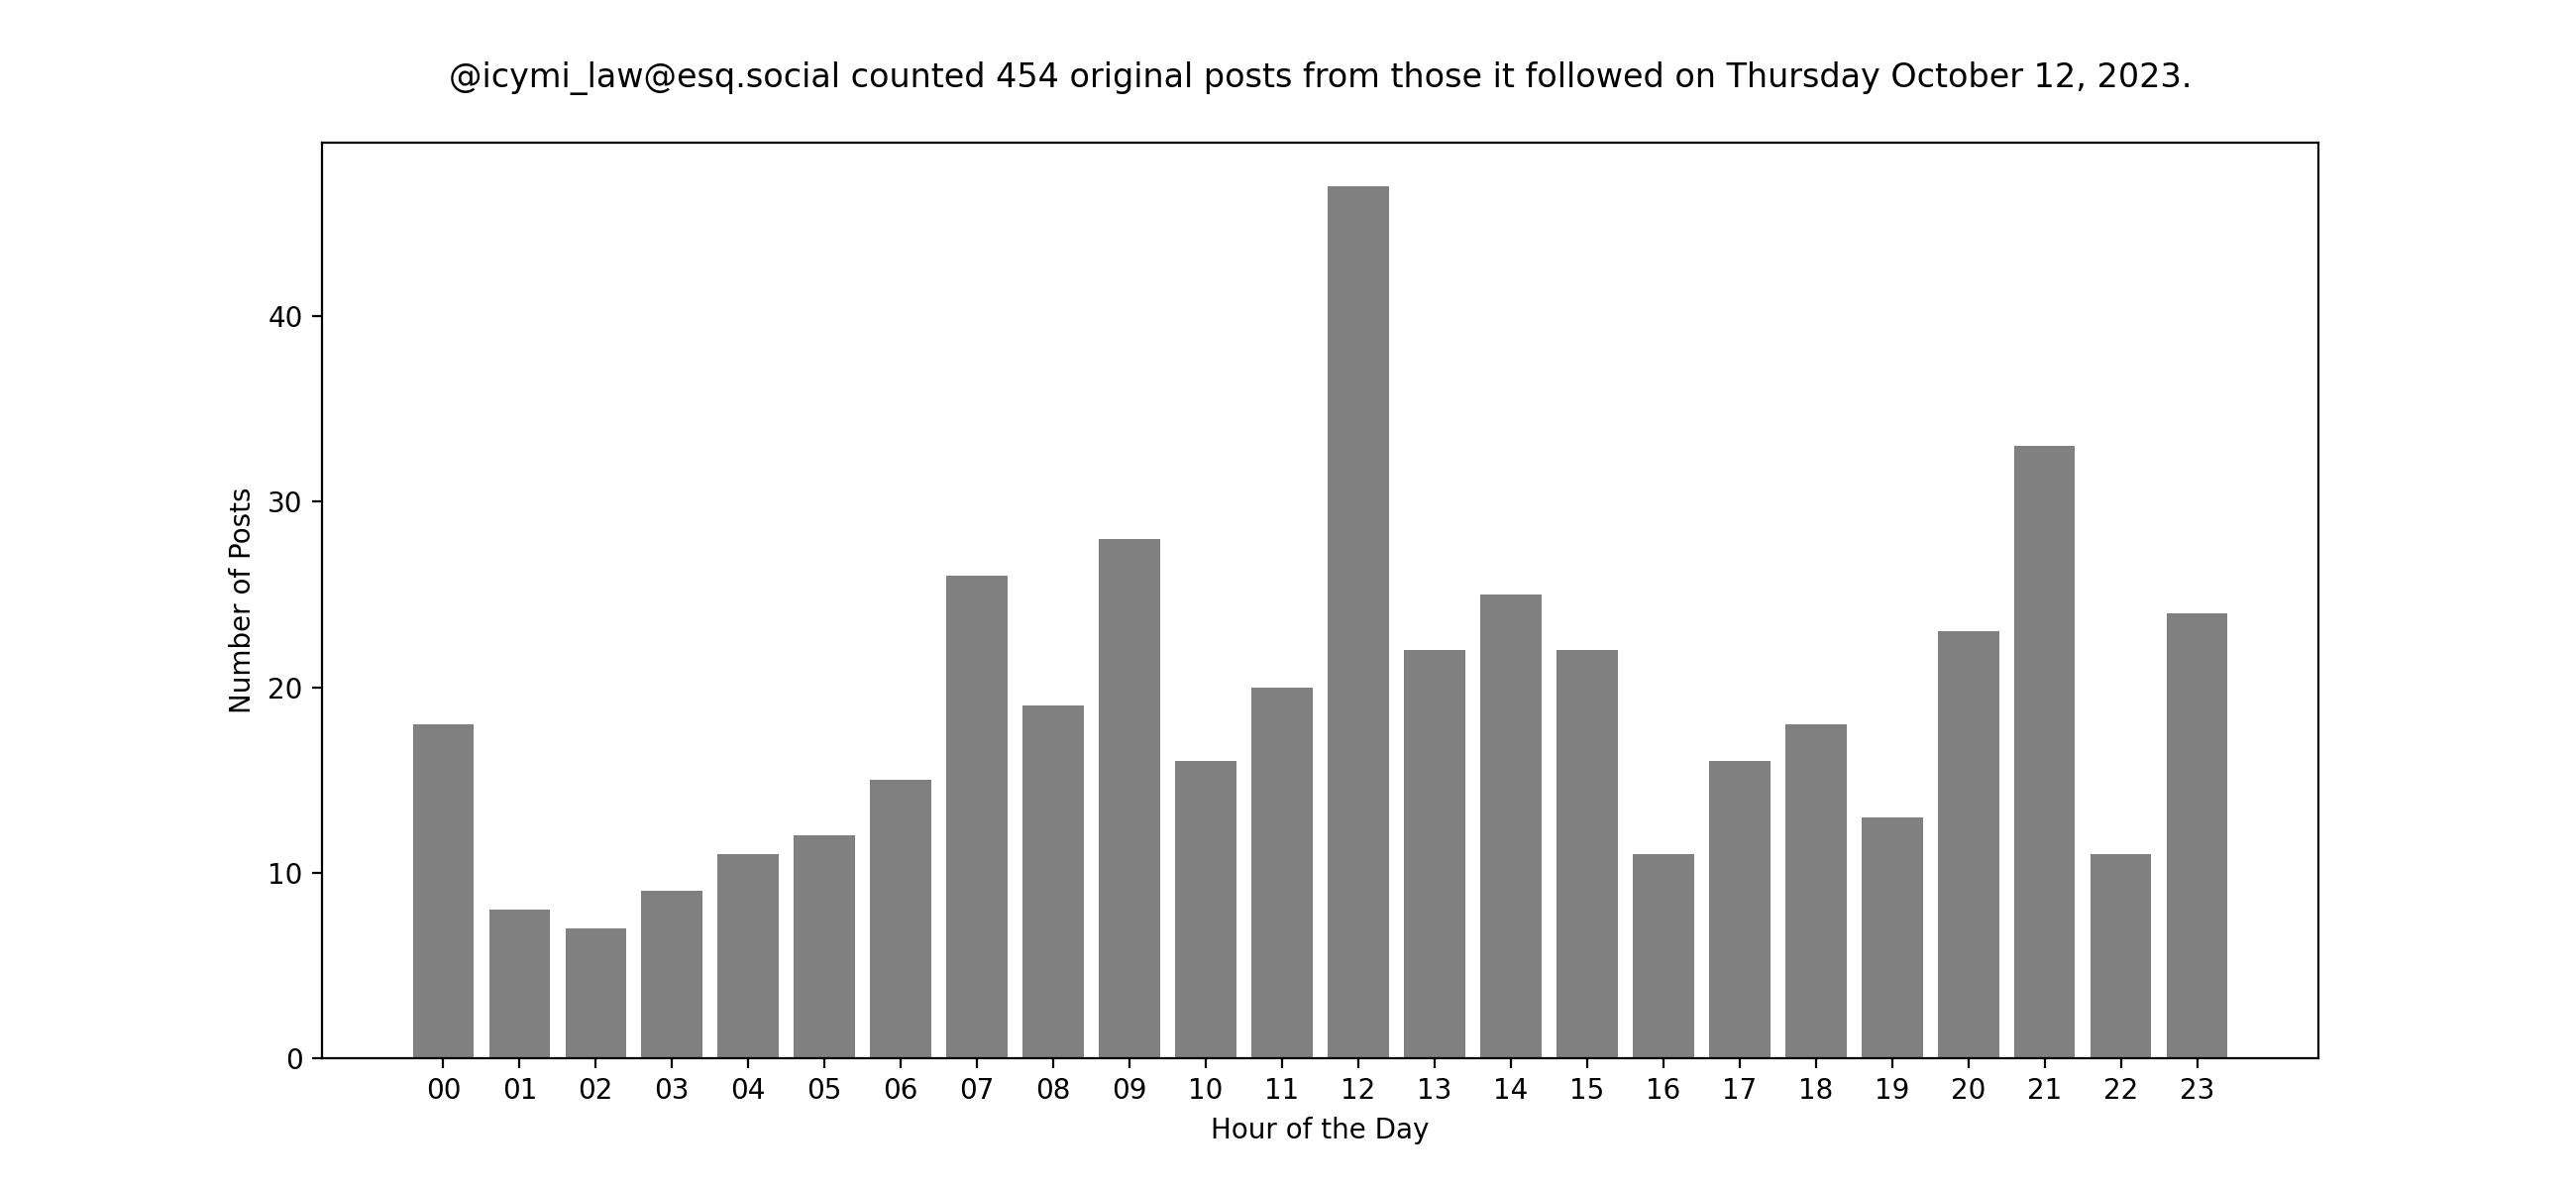 @icymi_law@esq.social counted 454 original posts from those it followed on Thursday October 12, 2023.
40
30
20
10
0
Number of Posts
00 01 02 03 04 05 06 07 08 09 10 11 12 13 14 15 16 17 18 19 20 21 22 23
Hour of the Day